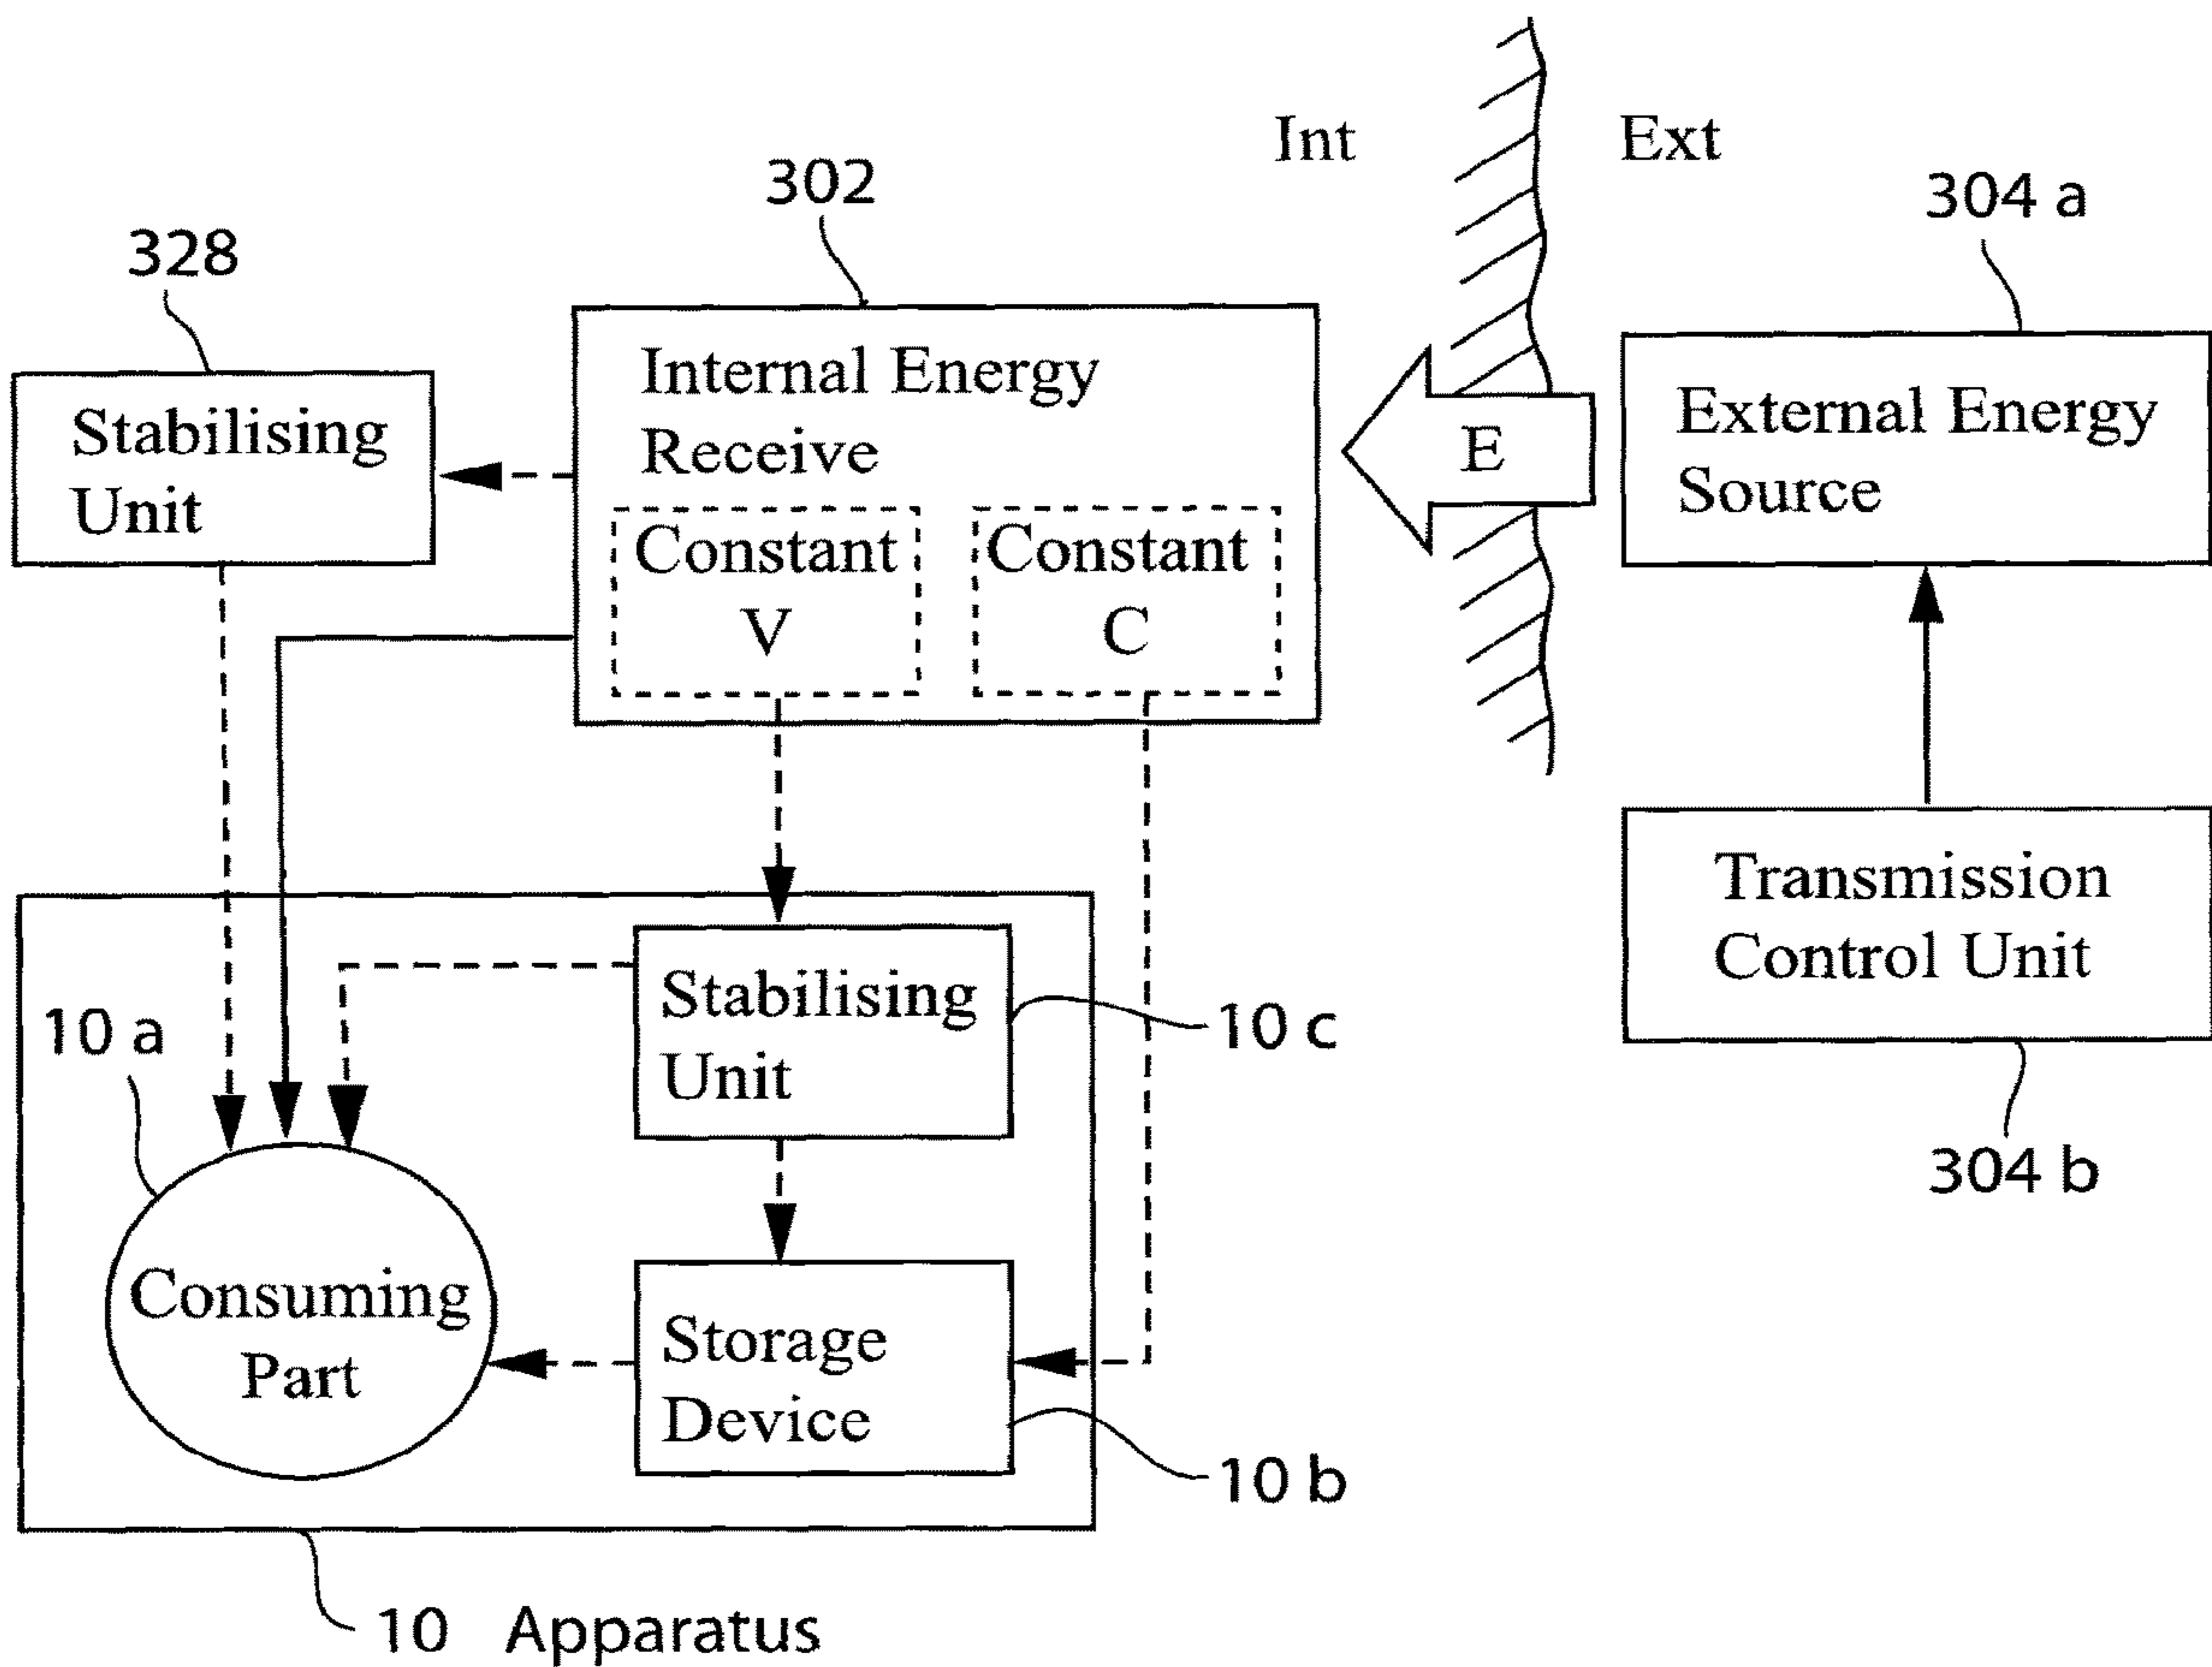 Int
Ext
302
304 a
328
Internal Energy
Receive
Stabilising
Unit
External Energy
Source
E
Constant
V
Constant
C
Transmission
Control Unit
Stabilising
Unit
10 a
10 c
304 b
Consuming
Part
Storage
Device
10 b
10 Apparatus